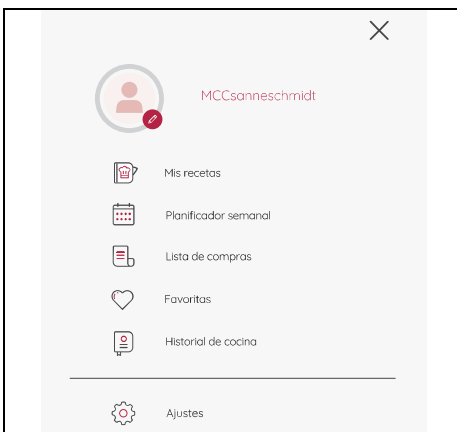 MCCsanneschmidt
Mis recetas
Planificador semanal
Lista de compras
Favoritas
Historial de cocina
Ajustes